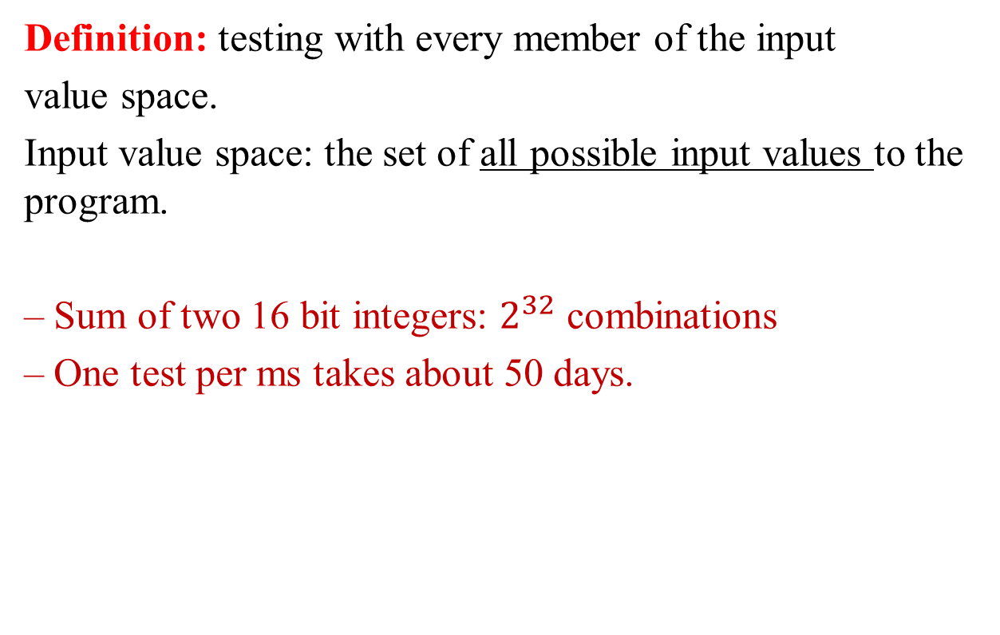 Definition: testing with every member of the input
value space.
Input value space: the set of all possible input values to the
program.
– Sum of two 16 bit integers: 2³² combinations
– One test per ms takes about 50 days.